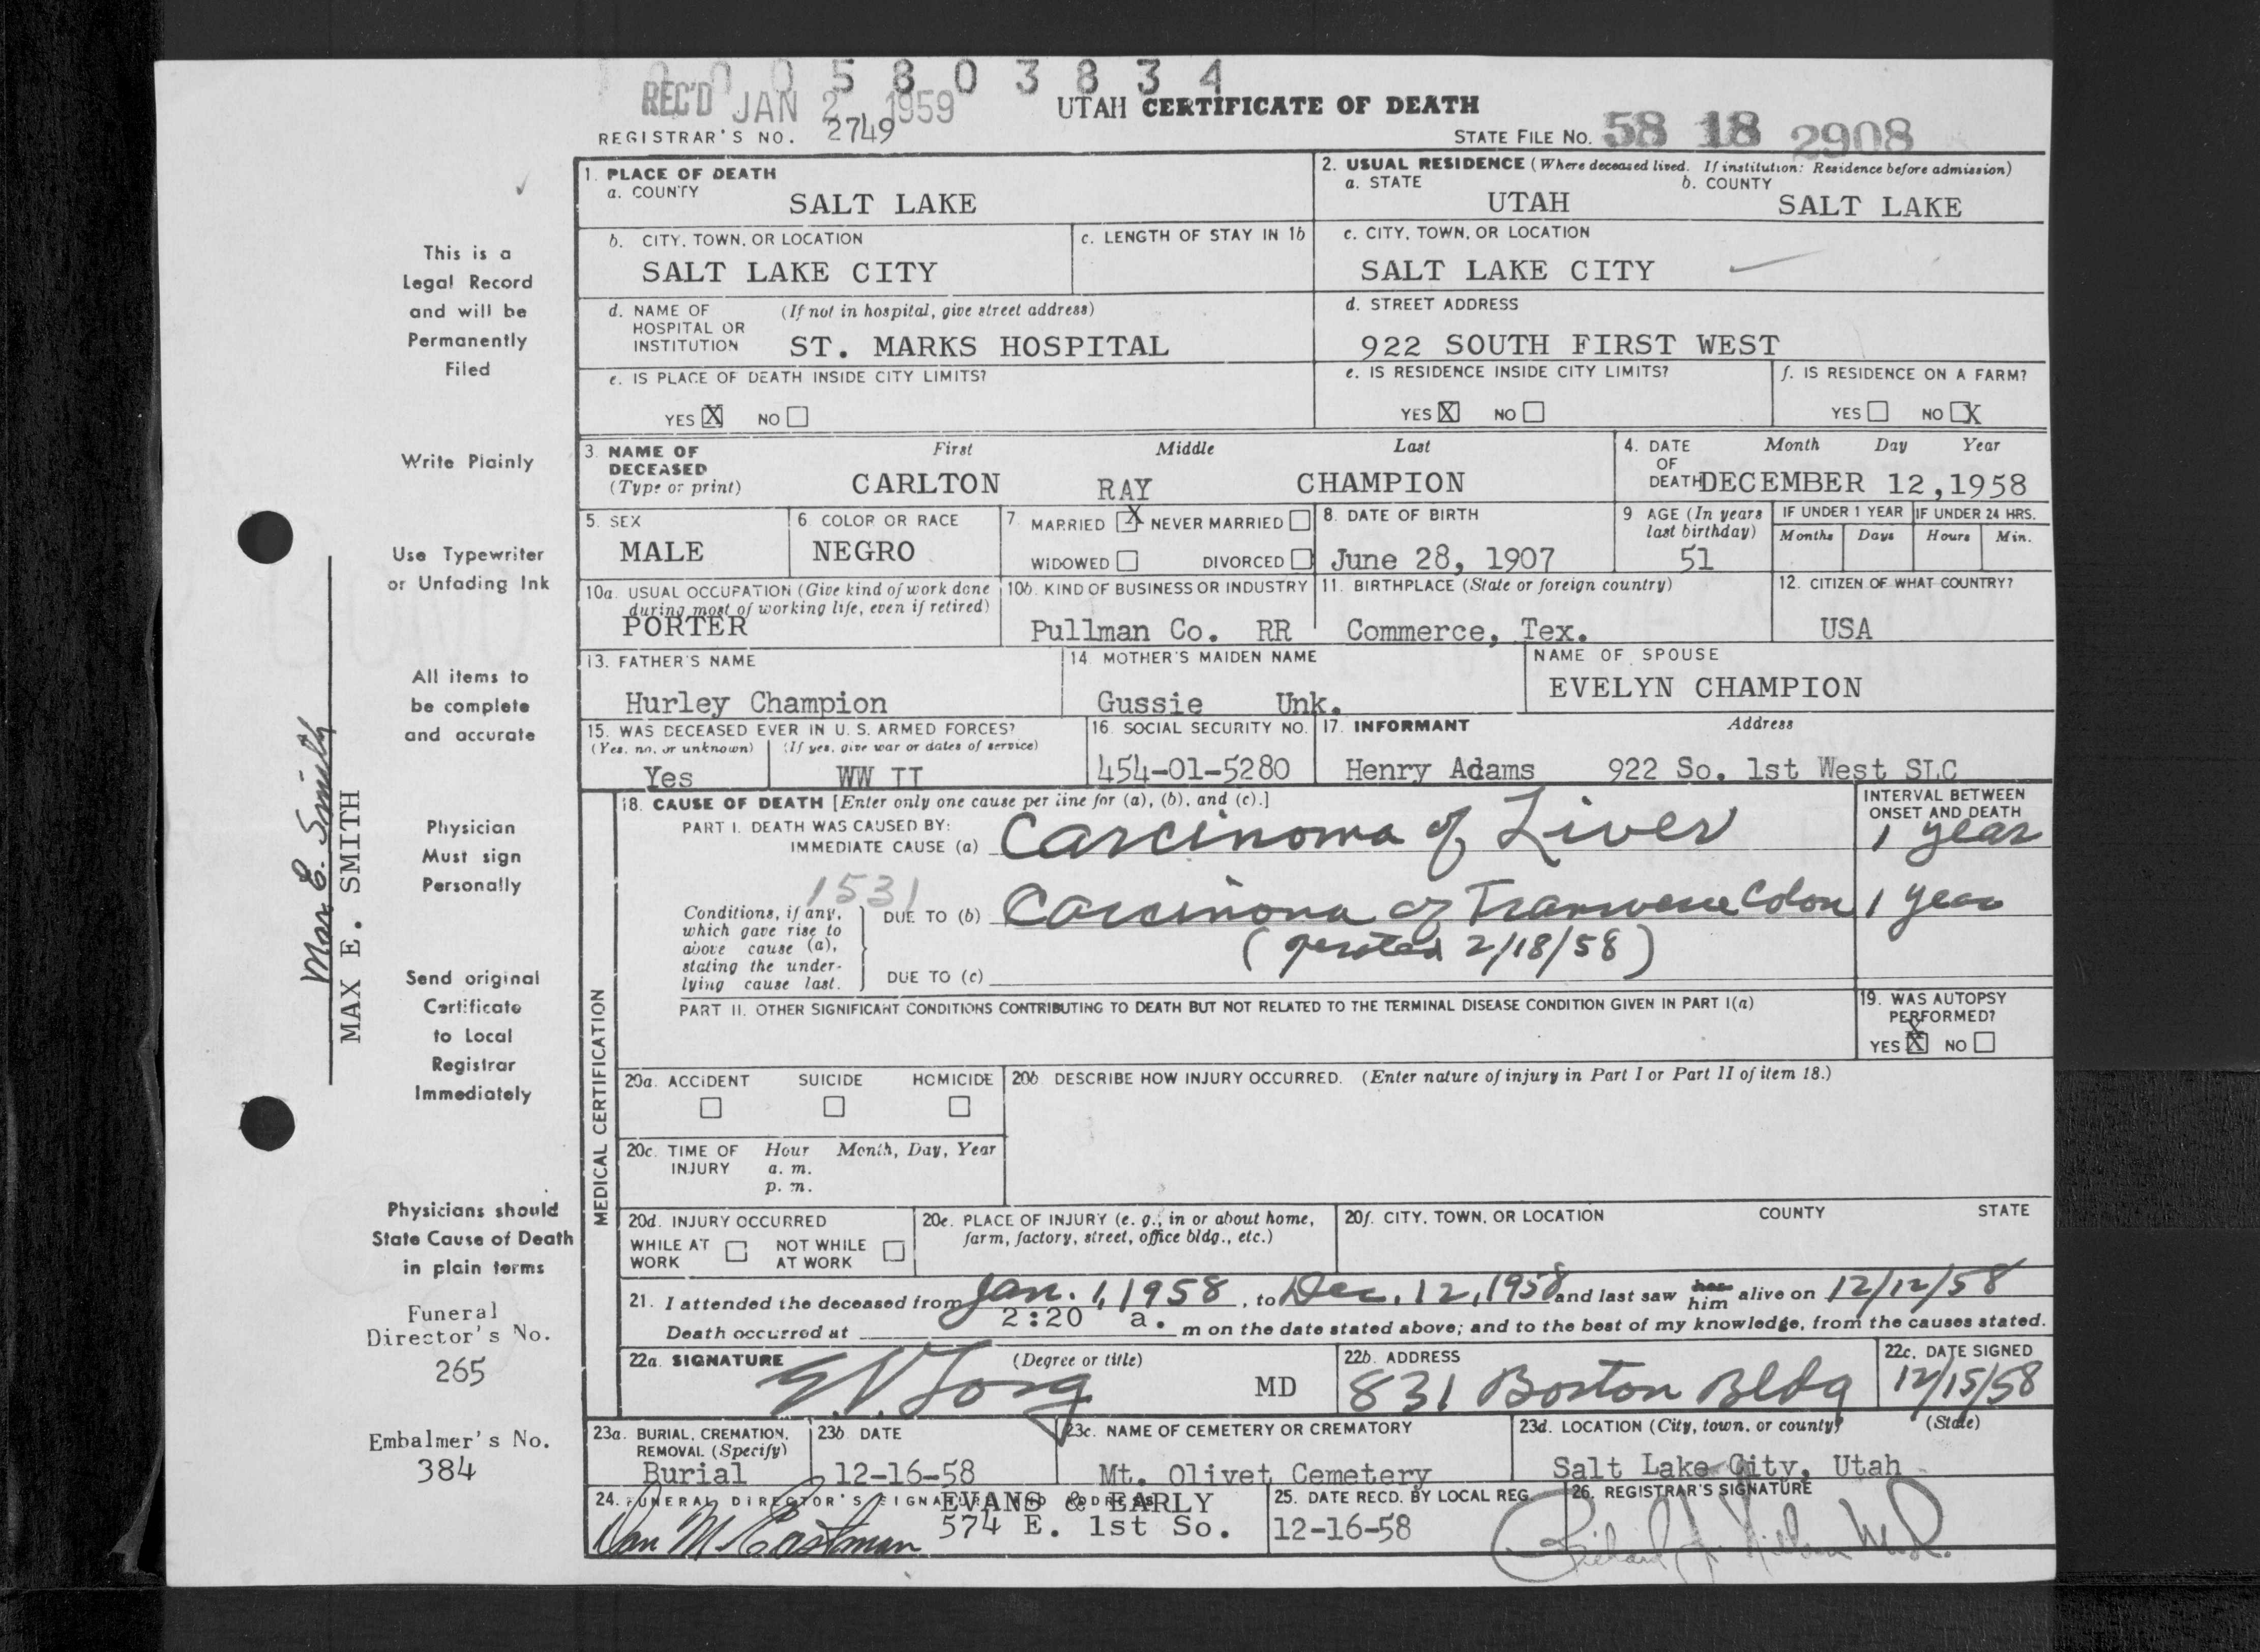 1 0 0 0 5 8 0 3 8 3 4
REC'D JAN 2 1959
UTAH CERTIFICATE OF DEATH
REGISTRAR'S NO. 2749
STATE FILE NO. 58 18 2908
1. PLACE OF DEATH
a. COUNTY
SALT LAKE
2. USUAL RESIDENCE (Where deceased lived. If institution: Residence before admission)
a. STATE b. COUNTY
UTAH SALT LAKE
b. CITY, TOWN, OR LOCATION
SALT LAKE CITY
c. LENGTH OF STAY IN 1b
c. CITY, TOWN, OR LOCATION
SALT LAKE CITY
d. NAME OF (If not in hospital, give street address)
HOSPITAL OR
INSTITUTION ST. MARKS HOSPITAL
d. STREET ADDRESS
922 SOUTH FIRST WEST
e. IS PLACE OF DEATH INSIDE CITY LIMITS?
YES X NO
e. IS RESIDENCE INSIDE CITY LIMITS?
YES X NO
f. IS RESIDENCE ON A FARM?
YES NO X
3. NAME OF First Middle Last
DECEASED
(Type or print) CARLTON RAY CHAMPION
4. DATE Month Day Year
OF
DEATH DECEMBER 12, 1958
5. SEX
MALE
6. COLOR OR RACE
NEGRO
7. MARRIED X NEVER MARRIED
WIDOWED DIVORCED
8. DATE OF BIRTH
June 28, 1907
9 AGE (In years
last birthday)
51
IF UNDER 1 YEAR IF UNDER 24 HRS.
Months Days Hours Min.
10a. USUAL OCCUPATION (Give kind of work done
during most of working life, even if retired)
PORTER
10b. KIND OF BUSINESS OR INDUSTRY
Pullman Co. RR
11. BIRTHPLACE (State or foreign country)
Commerce, Tex.
12. CITIZEN OF WHAT COUNTRY?
USA
13. FATHER'S NAME
Hurley Champion
14. MOTHER'S MAIDEN NAME
Gussie Unk.
NAME OF SPOUSE
EVELYN CHAMPION
15. WAS DECEASED EVER IN U. S. ARMED FORCES?
(Yes, no, or unknown) (If yes, give war or dates of service)
Yes WW II
16. SOCIAL SECURITY NO.
454-01-5280
17. INFORMANT Address
Henry Adams 922 So. 1st West SLC
MEDICAL CERTIFICATION
18. CAUSE OF DEATH [Enter only one cause per line for (a), (b), and (c).]
INTERVAL BETWEEN
ONSET AND DEATH
PART I. DEATH WAS CAUSED BY:
IMMEDIATE CAUSE (a) Carcinoma of Liver 1 year
1531
Conditions, if any,
which gave rise to
above cause (a),
stating the under-
lying cause last.
DUE TO (b) Carcinoma of Transverse Colon 1 year
(operated 2/18/58)
DUE TO (c)
PART II. OTHER SIGNIFICANT CONDITIONS CONTRIBUTING TO DEATH BUT NOT RELATED TO THE TERMINAL DISEASE CONDITION GIVEN IN PART I(a)
19. WAS AUTOPSY
PERFORMED?
X
YES X NO
20a. ACCIDENT SUICIDE HOMICIDE
20b. DESCRIBE HOW INJURY OCCURRED. (Enter nature of injury in Part I or Part II of item 18.)
20c. TIME OF Hour Month, Day, Year
INJURY a. m.
p. m.
20d. INJURY OCCURRED
WHILE AT NOT WHILE
WORK AT WORK
20e. PLACE OF INJURY (e. g., in or about home,
farm, factory, street, office bldg., etc.)
20f. CITY, TOWN, OR LOCATION COUNTY STATE
21. I attended the deceased from Jan. 1, 1958, to Dec. 12, 1958 and last saw her him alive on 12/12/58
Death occurred at 2:20 a. m on the date stated above; and to the best of my knowledge, from the causes stated.
22a. SIGNATURE (Degree or title)
MD
22b. ADDRESS
831 Boston Bldg
22c. DATE SIGNED
12/15/58
23a. BURIAL, CREMATION,
REMOVAL (Specify)
Burial
23b. DATE
12-16-58
23c. NAME OF CEMETERY OR CREMATORY
Mt. Olivet Cemetery
23d. LOCATION (City, town, or county) (State)
Salt Lake City, Utah
24. FUNERAL DIRECTOR'S SIGNATURE AND ADDRESS
EVANS & EARLY
574 E. 1st So.
Dan M. Eastman
25. DATE RECD. BY LOCAL REG.
12-16-58
26. REGISTRAR'S SIGNATURE
This is a
Legal Record
and will be
Permanently
Filed
Write Plainly
Use Typewriter
or Unfading Ink
All items to
be complete
and accurate
Physician
Must sign
Personally
Send original
Certificate
to Local
Registrar
Immediately
Physicians should
State Cause of Death
in plain terms
Funeral
Director's No.
265
Embalmer's No.
384
Max E. Smith
MAX E. SMITH